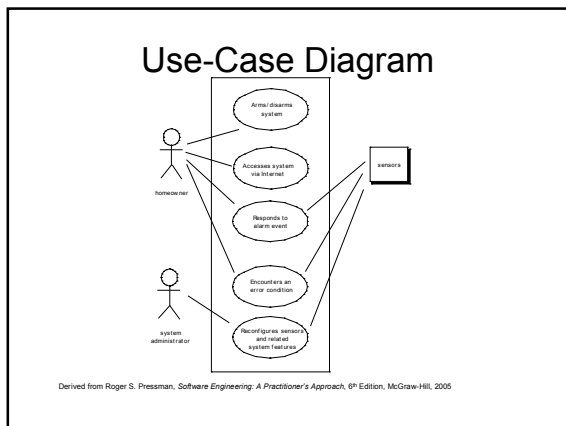 Use-Case Diagram
Arms/ disarms
system
Accesses system
via Internet
sensors
homeowner
Responds to
alarm event
Encounters an
error condition
system
administrator
Reconfigures sensors
and related
system features
Derived from Roger S. Pressman, Software Engineering: A Practitioner's Approach, 6th Edition, McGraw-Hill, 2005